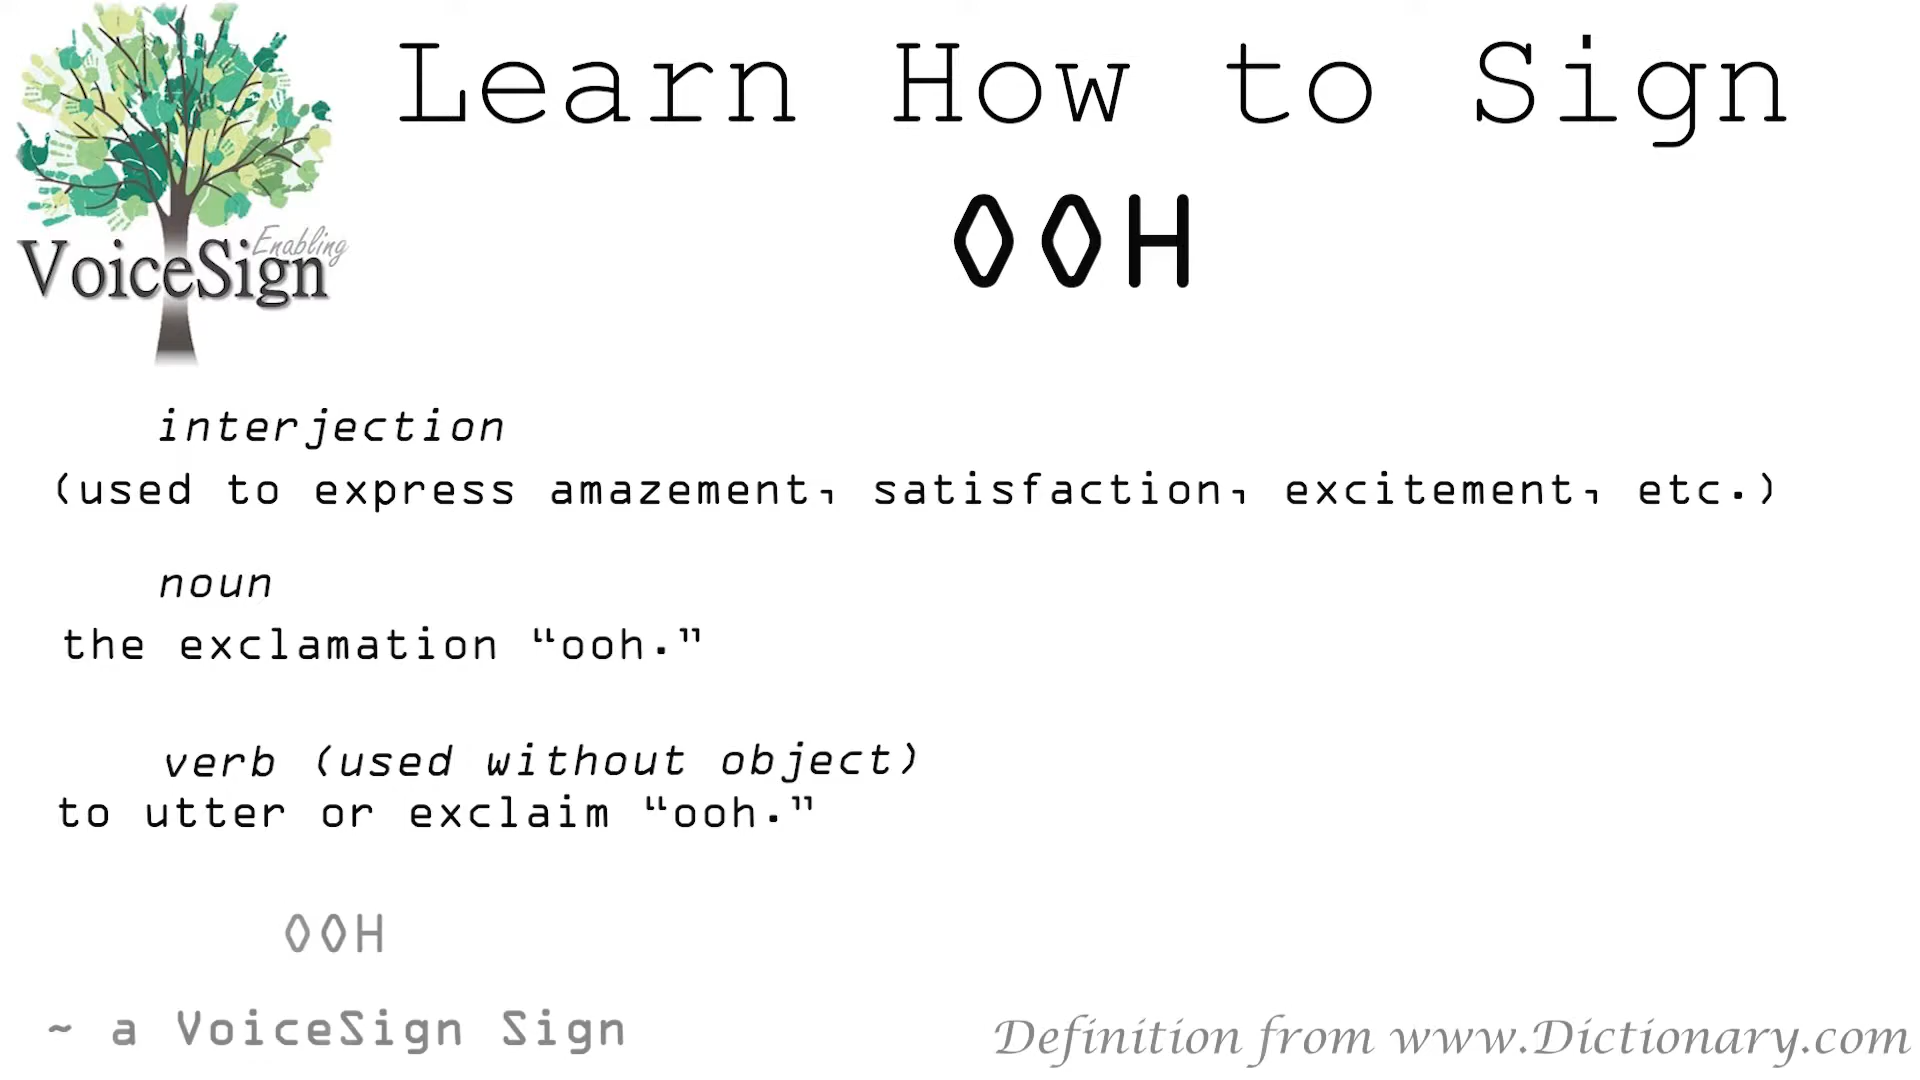 Learn How to Sign
OOH
Enabling
VoiceSign
interjection
(used to express amazement, satisfaction, excitement, etc.)
noun
the exclamation “ooh.”
verb (used without object)
to utter or exclaim “ooh.”
OOH
~ a VoiceSign Sign
Definition from www.Dictionary.com